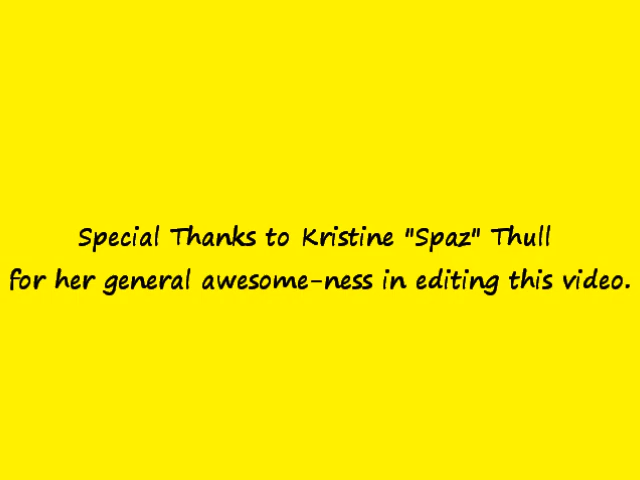 Special Thanks to Kristine "Spaz" Thull
for her general awesome-ness in editing this video.